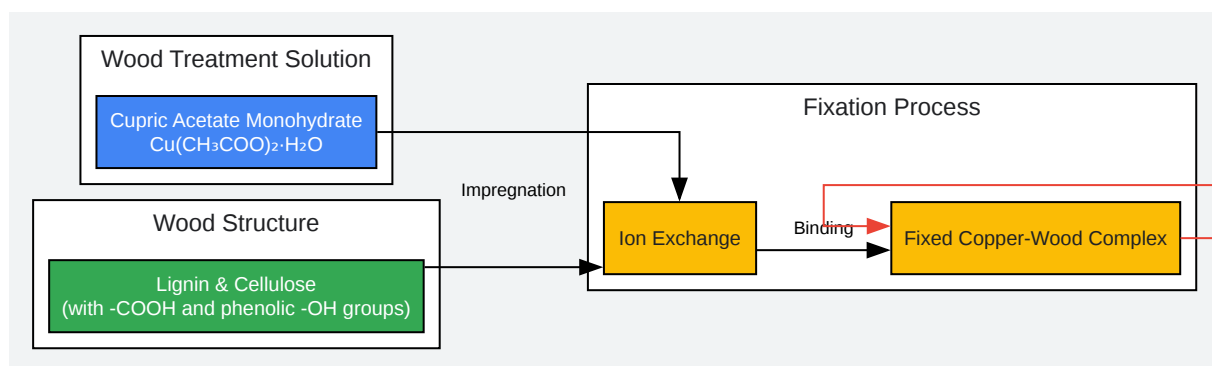 Wood Treatment Solution
Cupric Acetate Monohydrate
Cu(CH₃COO)₂·H₂O
Wood Structure
Lignin & Cellulose
(with -COOH and phenolic -OH groups)
Impregnation
Fixation Process
Ion Exchange
Binding
Fixed Copper-Wood Complex